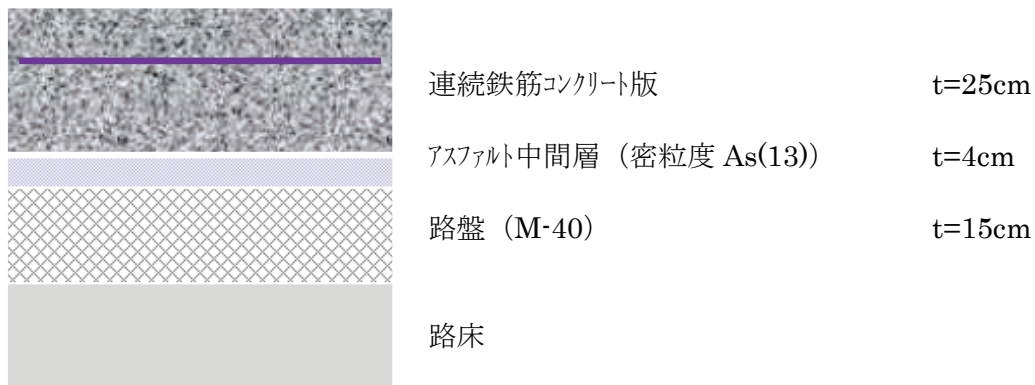 連続鉄筋ｺﾝｸﾘｰﾄ版 t=25cm
ｱｽﾌｧﾙﾄ中間層（密粒度 As(13)） t=4cm
路盤（M-40） t=15cm
路床